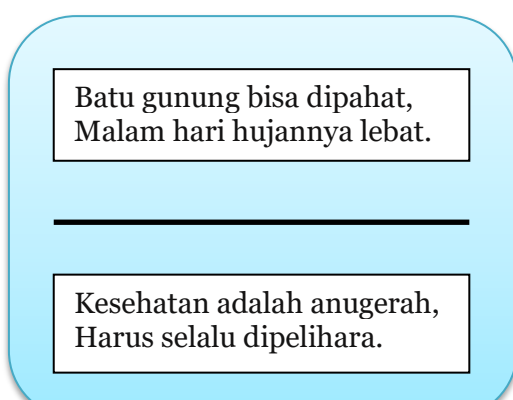 Batu gunung bisa dipahat,
Malam hari hujannya lebat.
Kesehatan adalah anugerah,
Harus selalu dipelihara.